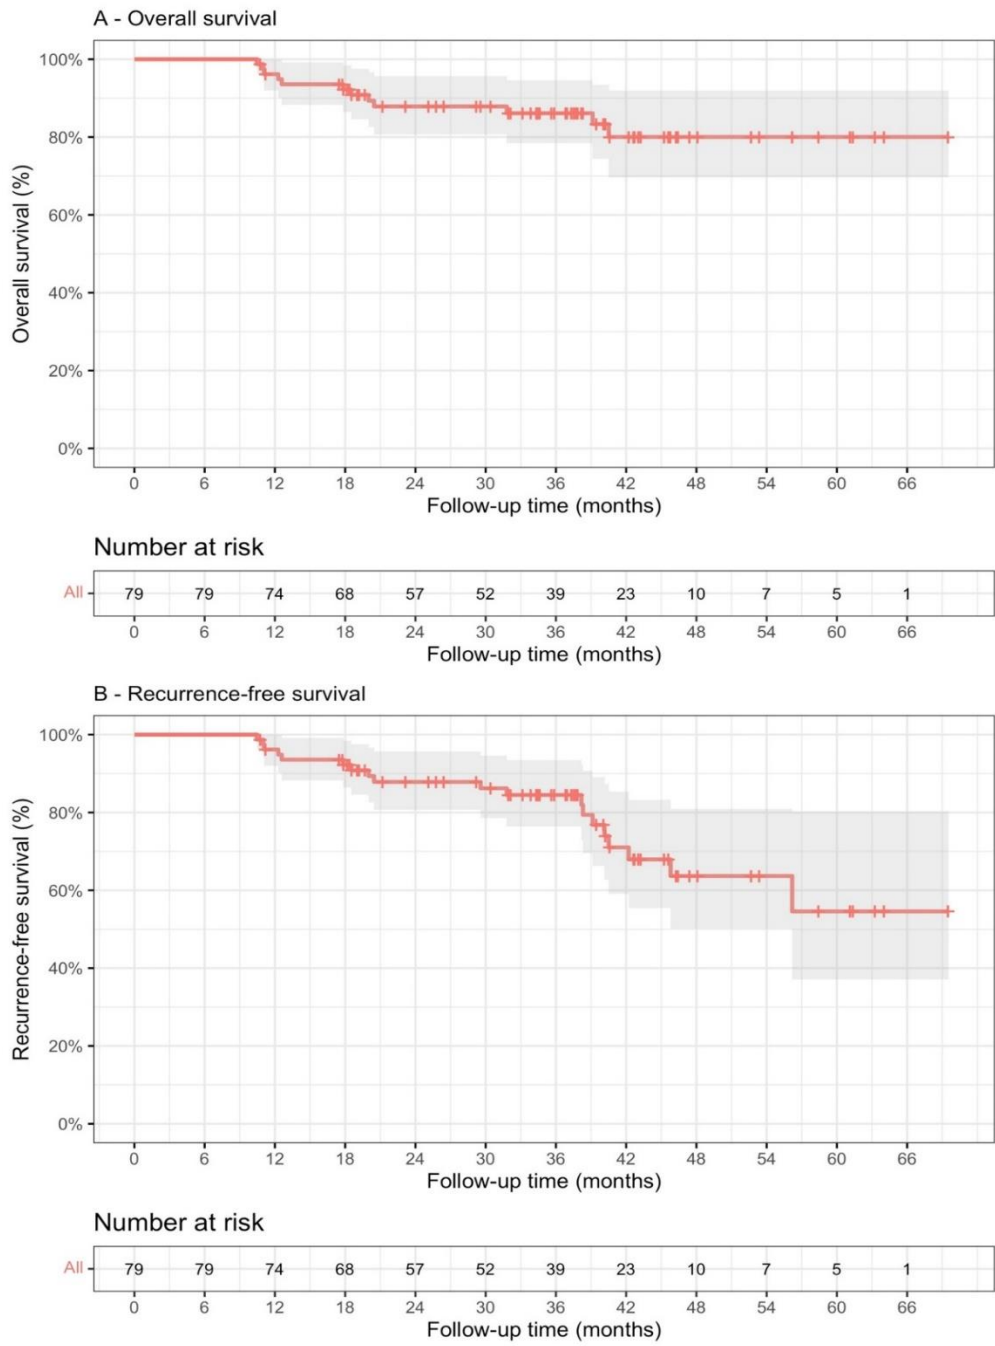 A - Overall survival
100%
80%
60%
40%
20%
0%
Overall survival (%)
0 6 12 18 24 30 36 42 48 54 60 66
Follow-up time (months)
Number at risk
All 79 79 74 68 57 52 39 23 10 7 5 1
0 6 12 18 24 30 36 42 48 54 60 66
Follow-up time (months)
B - Recurrence-free survival
100%
80%
60%
40%
20%
0%
Recurrence-free survival (%)
0 6 12 18 24 30 36 42 48 54 60 66
Follow-up time (months)
Number at risk
All 79 79 74 68 57 52 39 23 10 7 5 1
0 6 12 18 24 30 36 42 48 54 60 66
Follow-up time (months)